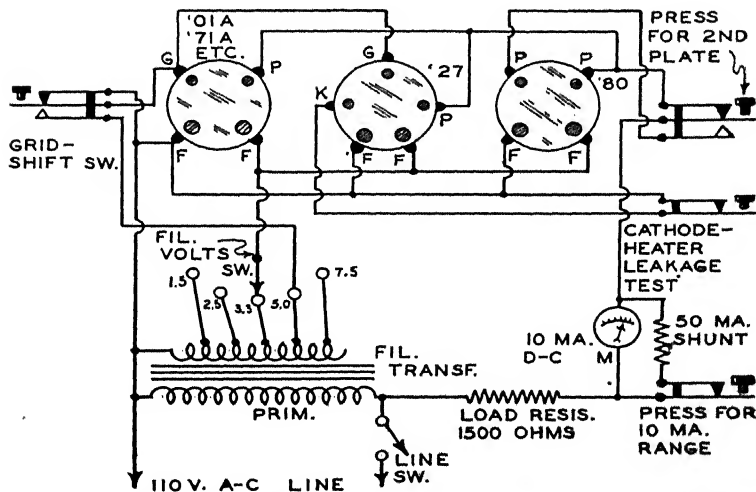 '01A
'71A
ETC.
G
P
G
K
P
'27
P
P
'80
F
F
F
F
F
F
PRESS
FOR 2ND
PLATE
GRID-
SHIFT SW.
FIL.
VOLTS
SW.
1.5
2.5
3.3
5.0
7.5
CATHODE-
HEATER
LEAKAGE
TEST
10 MA.
D-C
M
50 MA.
SHUNT
FIL.
TRANSF.
PRIM.
LOAD RESIS.
1500 OHMS
PRESS FOR
10 MA.
RANGE
LINE
SW.
110 V. A-C LINE